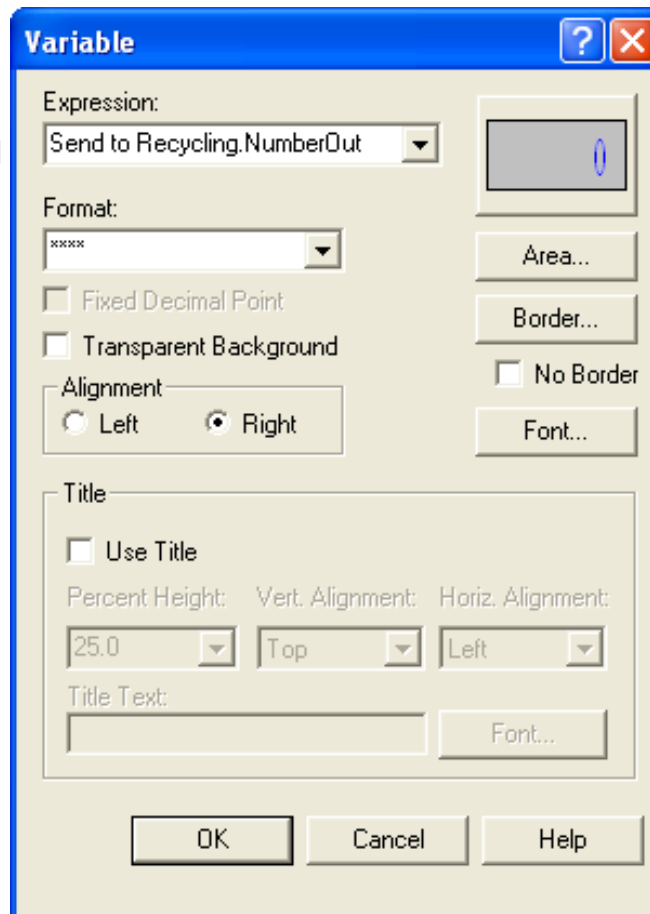 Variable
Expression:
Send to Recycling.NumberOut
0
Format:
****
Area...
Fixed Decimal Point
Border...
Transparent Background
No Border
Alignment
Left Right
Font...
Title
Use Title
Percent Height: Vert. Alignment: Horiz. Alignment:
25.0 Top Left
Title Text:
Font...
OK Cancel Help